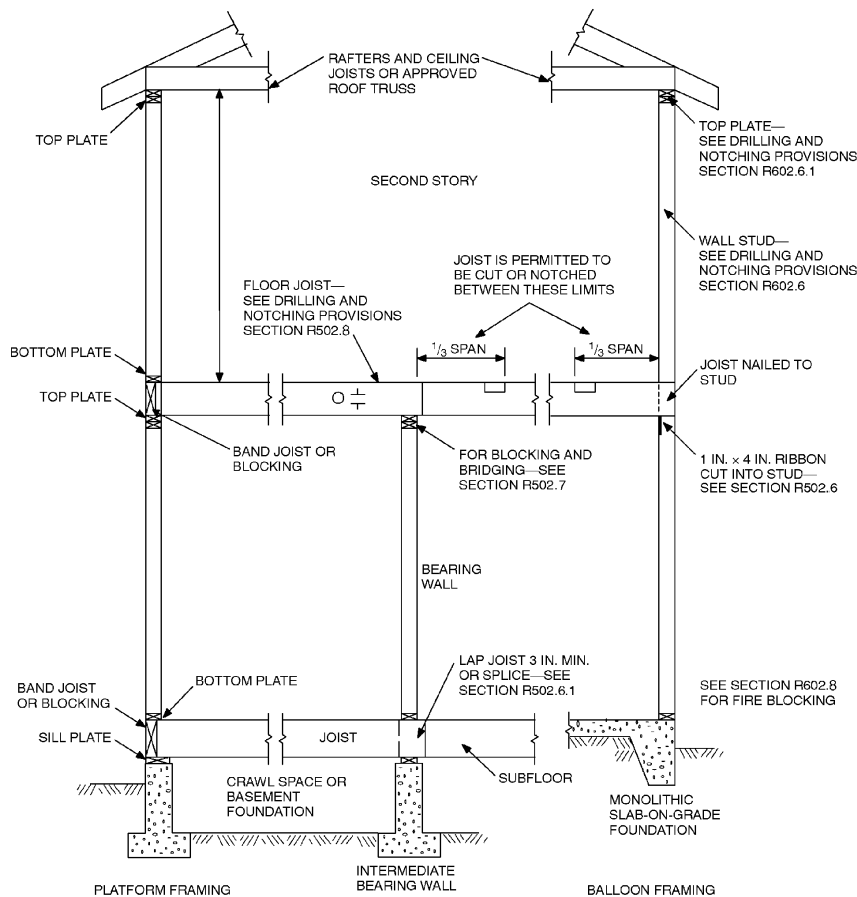 RAFTERS AND CEILING
JOISTS OR APPROVED
ROOF TRUSS
TOP PLATE
TOP PLATE—
SEE DRILLING AND
NOTCHING PROVISIONS
SECTION R602.6.1
SECOND STORY
WALL STUD—
SEE DRILLING AND
NOTCHING PROVISIONS
SECTION R602.6
JOIST IS PERMITTED TO
BE CUT OR NOTCHED
BETWEEN THESE LIMITS
FLOOR JOIST—
SEE DRILLING AND
NOTCHING PROVISIONS
SECTION R502.8
1/3 SPAN
1/3 SPAN
BOTTOM PLATE
JOIST NAILED TO
STUD
TOP PLATE
BAND JOIST OR
BLOCKING
FOR BLOCKING AND
BRIDGING—SEE
SECTION R502.7
1 IN. × 4 IN. RIBBON
CUT INTO STUD—
SEE SECTION R502.6
BEARING
WALL
LAP JOIST 3 IN. MIN.
OR SPLICE—SEE
SECTION R502.6.1
BOTTOM PLATE
BAND JOIST
OR BLOCKING
SEE SECTION R602.8
FOR FIRE BLOCKING
SILL PLATE
JOIST
SUBFLOOR
CRAWL SPACE OR
BASEMENT
FOUNDATION
MONOLITHIC
SLAB-ON-GRADE
FOUNDATION
PLATFORM FRAMING
INTERMEDIATE
BEARING WALL
BALLOON FRAMING